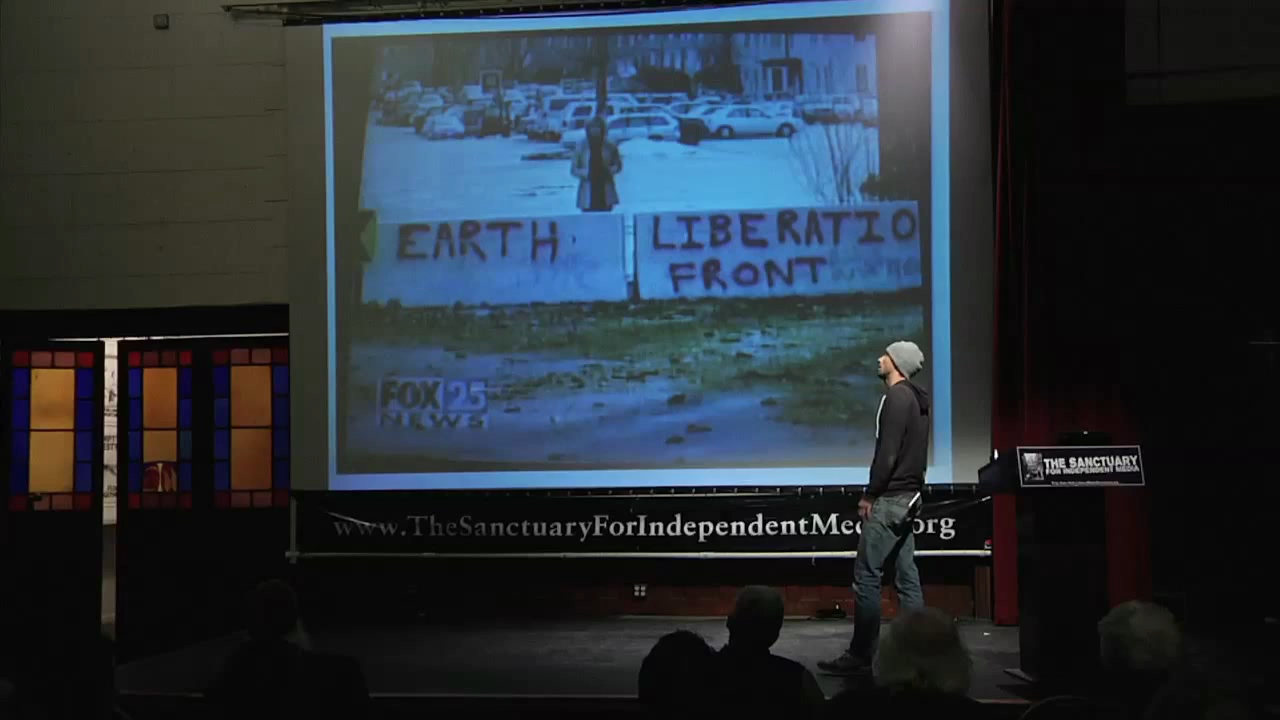 EARTH
LIBERATIO
FRONT
FOX 25
NEWS
THE SANCTUARY
FOR INDEPENDENT MEDIA
www.TheSanctuaryForIndependentMe org